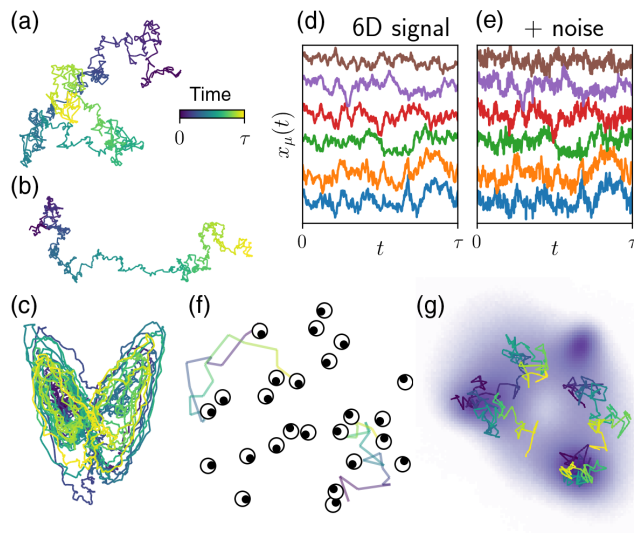 (a)
Time
0 τ
(b)
(c)
(d) 6D signal
x_μ(t)
0 t τ
(e) + noise
0 t τ
(f)
(g)